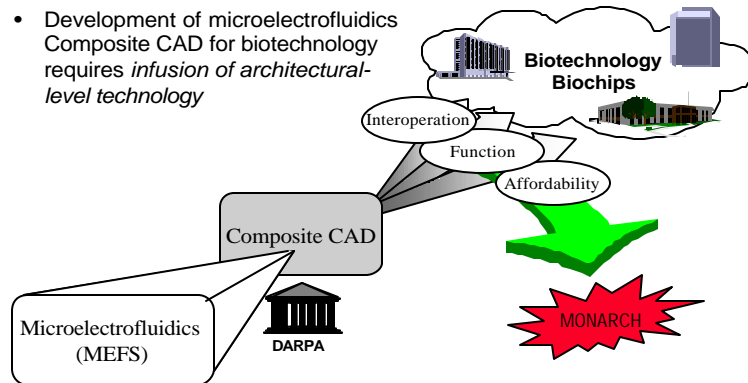 • Development of microelectrofluidics
Composite CAD for biotechnology
requires infusion of architectural-
level technology
Biotechnology
Biochips
Interoperation
Function
Affordability
Composite CAD
Microelectrofluidics
(MEFS)
DARPA
MONARCH